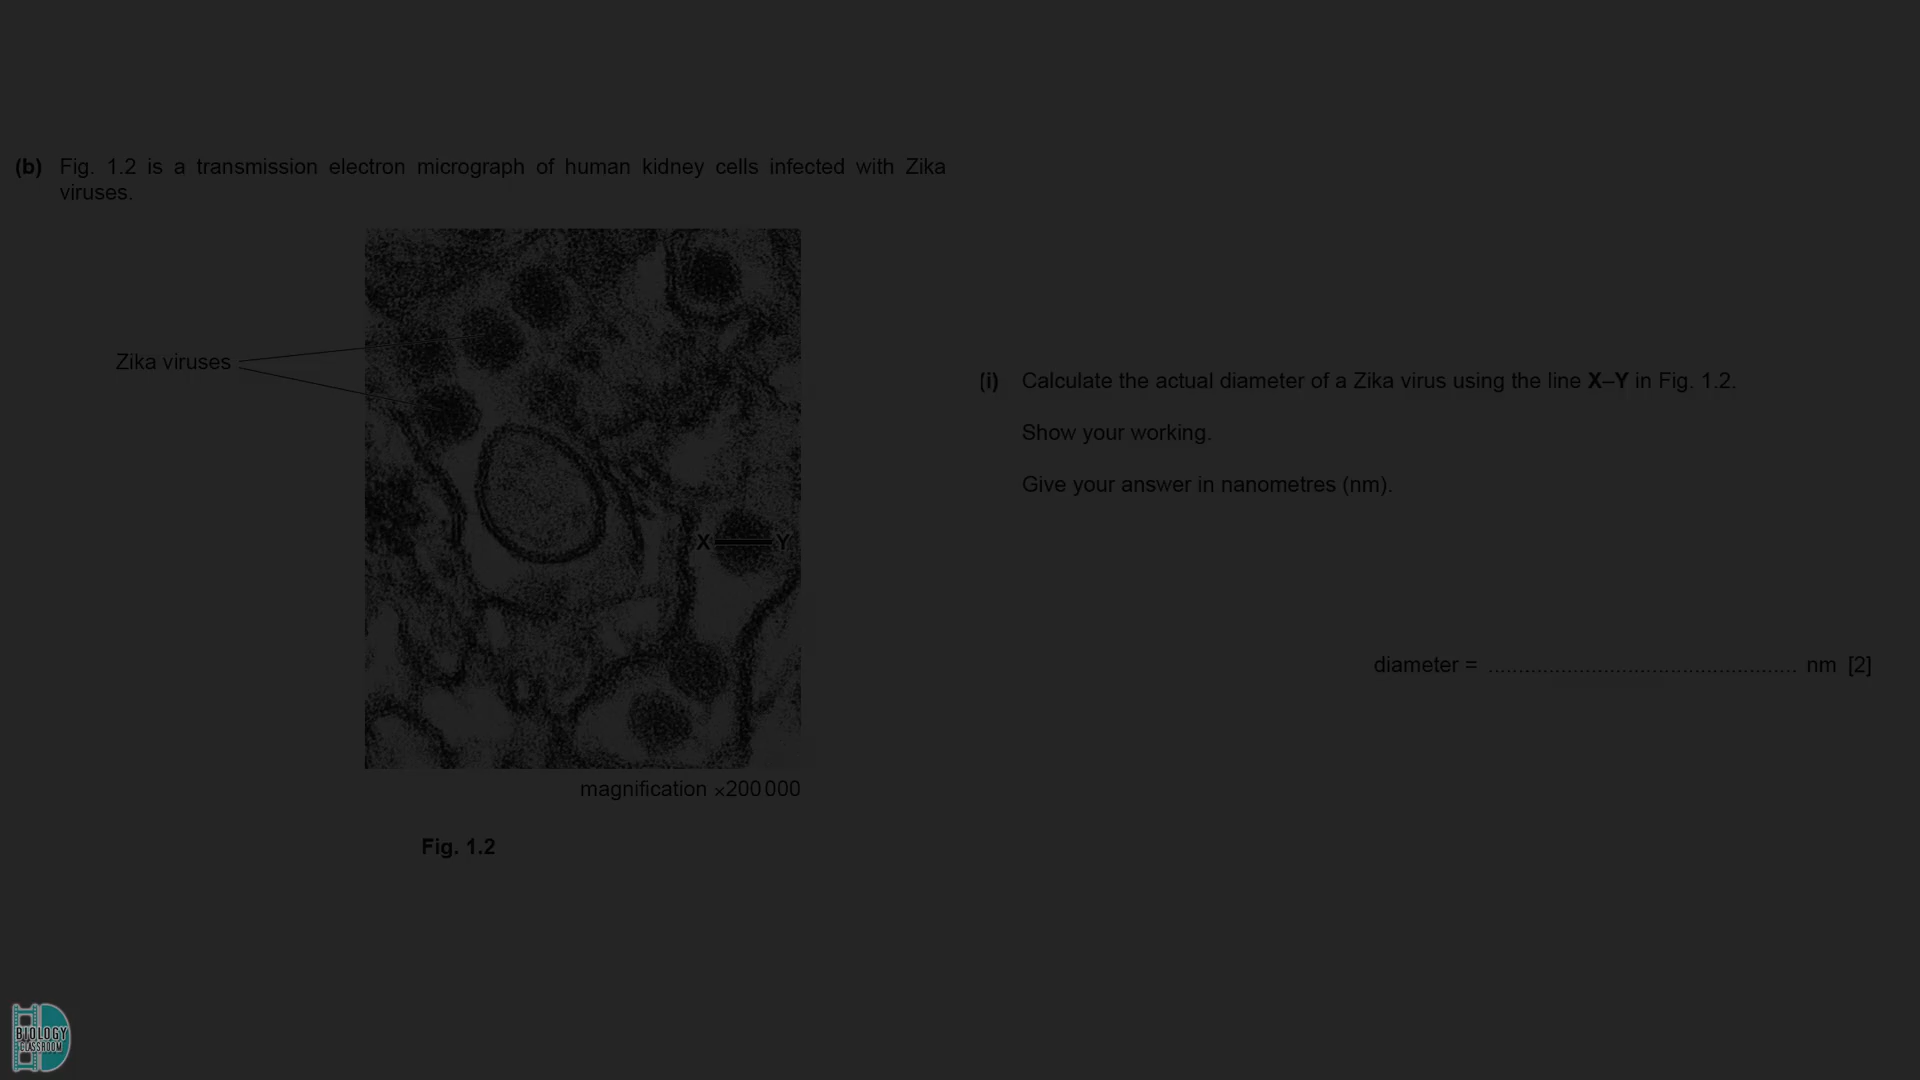 (b) Fig. 1.2 is a transmission electron micrograph of human kidney cells infected with Zika
viruses.
Zika viruses
X
Y
magnification ×200 000
Fig. 1.2
(i) Calculate the actual diameter of a Zika virus using the line X–Y in Fig. 1.2.
Show your working.
Give your answer in nanometres (nm).
diameter = .................................................... nm [2]
BIOLOGY
CLASSROOM